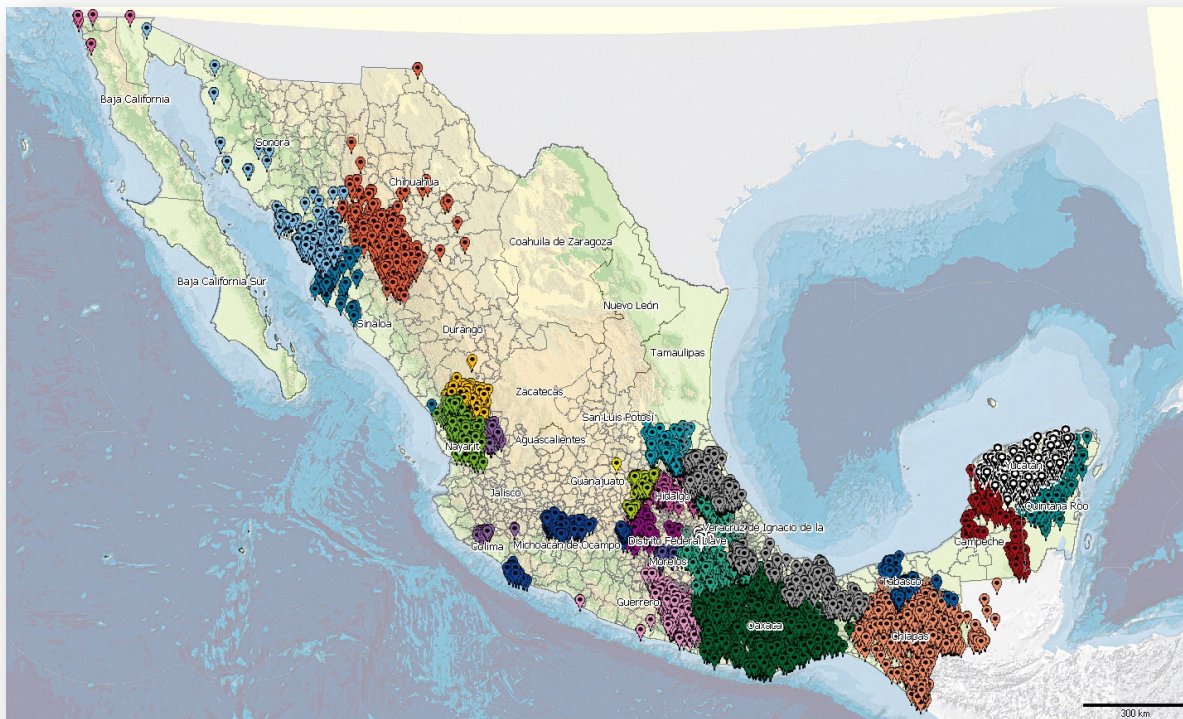 Baja California
Sonora
Chihuahua
Coahuila de Zaragoza
Baja California Sur
Nuevo León
Sinaloa
Durango
Tamaulipas
Zacatecas
San Luis Potosí
Nayarit
Aguascalientes
Yucatán
Guanajuato
Jalisco
Hidalgo
Quintana Roo
Veracruz de Ignacio de la
Llave
Colima
Michoacán de Ocampo
Distrito Federal
Campeche
Morelos
Tabasco
Guerrero
Oaxaca
Chiapas
300 km